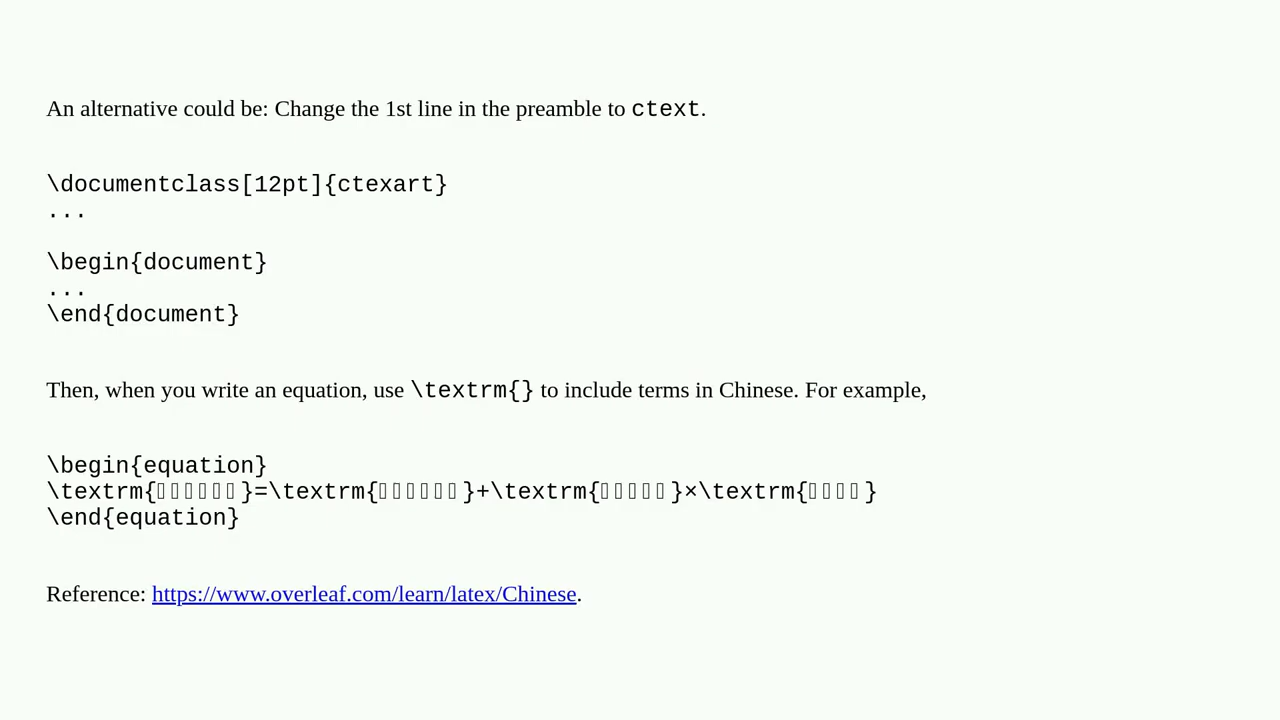 An alternative could be: Change the 1st line in the preamble to ctext.
\documentclass[12pt]{ctexart}
...
\begin{document}
...
\end{document}
Then, when you write an equation, use \textrm{} to include terms in Chinese. For example,
\begin{equation}
\textrm{}=\textrm{}+\textrm{}×\textrm{}
\end{equation}
Reference: https://www.overleaf.com/learn/latex/Chinese.